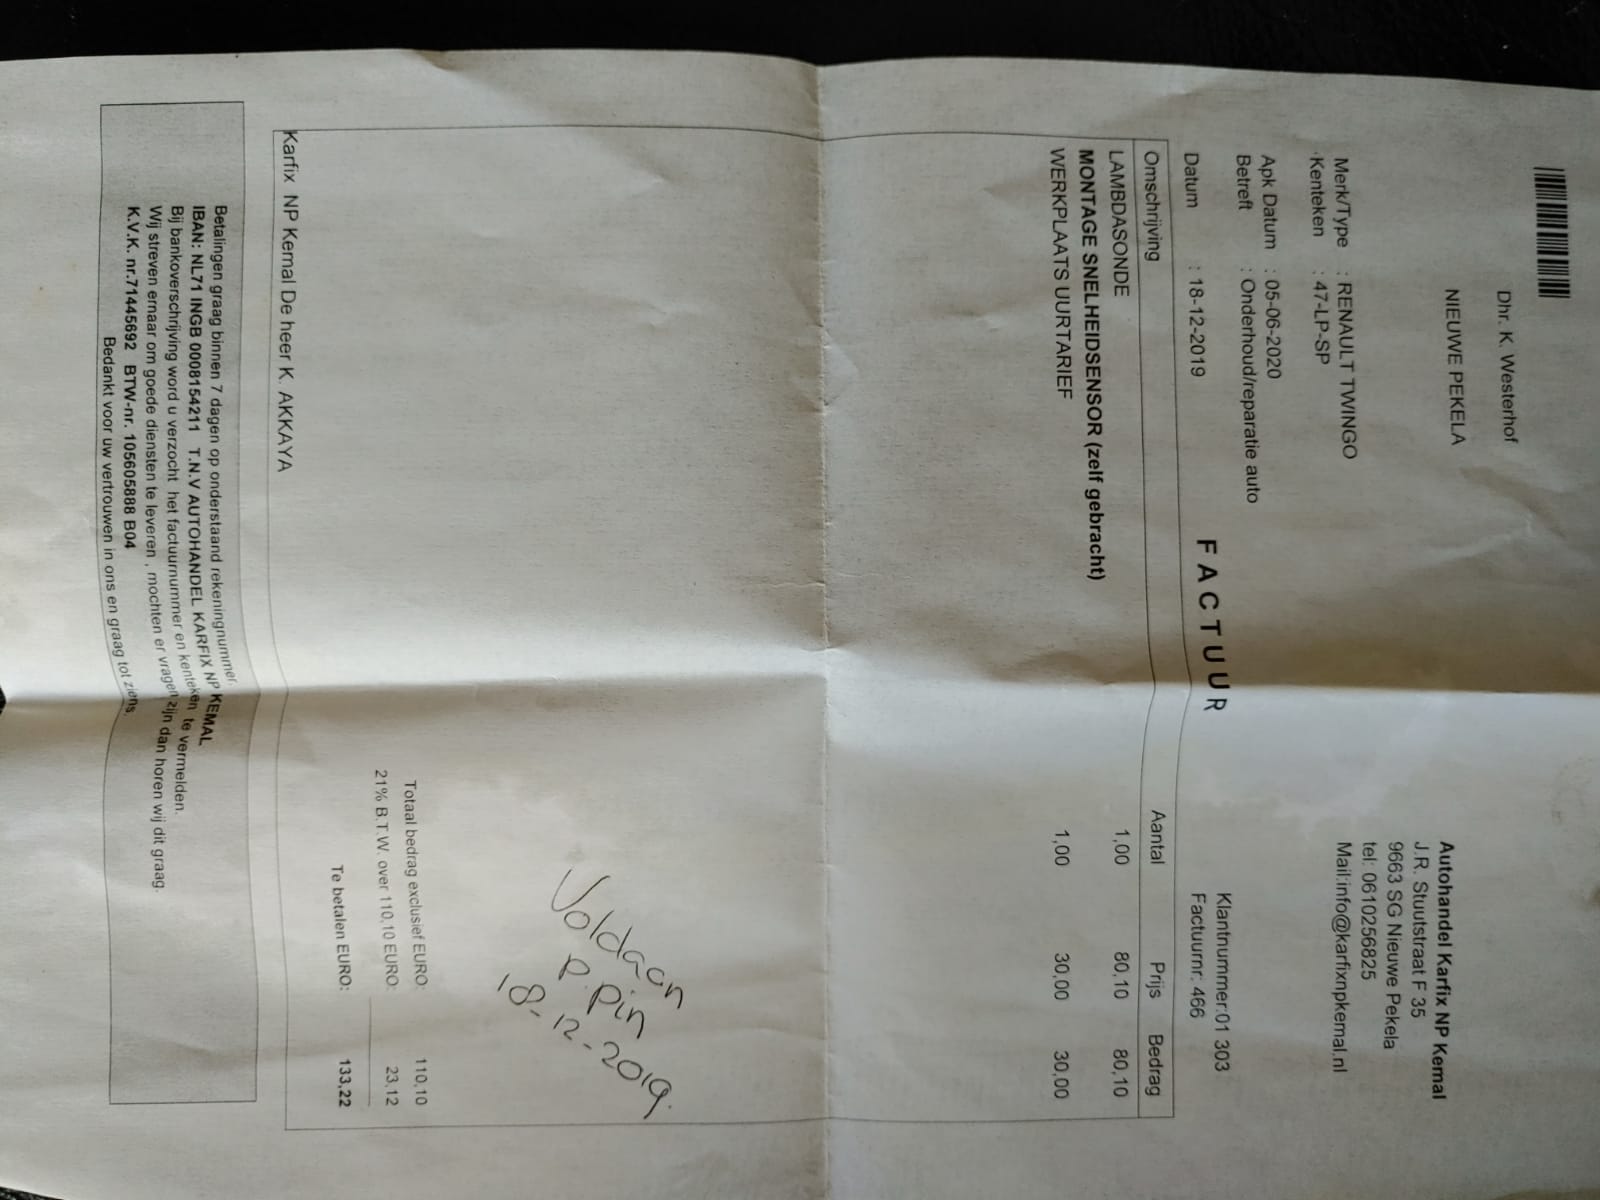 Dhr. K. Westerhof
NIEUWE PEKELA
Autohandel Karfix NP Kemal
J.R. Stuutstraat F 35
9663 SG Nieuwe Pekela
tel: 0610256825
Mail:info@karfixnpkemal.nl
Merk/Type : RENAULT TWINGO
Kenteken : 47-LP-SP
Apk Datum : 05-06-2020
Betreft : Onderhoud/reparatie auto
FACTUUR
Klantnummer:01 303
Datum : 18-12-2019 Factuurnr: 466
Omschrijving Aantal Prijs Bedrag
LAMBDASONDE 1,00 80,10 80,10
MONTAGE SNELHEIDSENSOR (zelf gebracht)
WERKPLAATS UURTARIEF 1,00 30,00 30,00
Voldaan
P. Pin
18-12-2019.
Totaal bedrag exclusief EURO: 110,10
21% B.T.W. over 110,10 EURO: 23,12
Te betalen EURO: 133,22
Karfix NP Kemal De heer K. AKKAYA
Betalingen graag binnen 7 dagen op onderstaand rekeningnummer.
IBAN: NL71 INGB 0008154211 T.N.V AUTOHANDEL KARFIX NP KEMAL
Bij bankoverschrijving word u verzocht het factuurnummer en kenteken te vermelden.
Wij streven ernaar om goede diensten te leveren , mochten er vragen zijn dan horen wij dit graag.
K.V.K. nr.71445692 BTW-nr. 105605888 B04
Bedankt voor uw vertrouwen in ons en graag tot ziens.